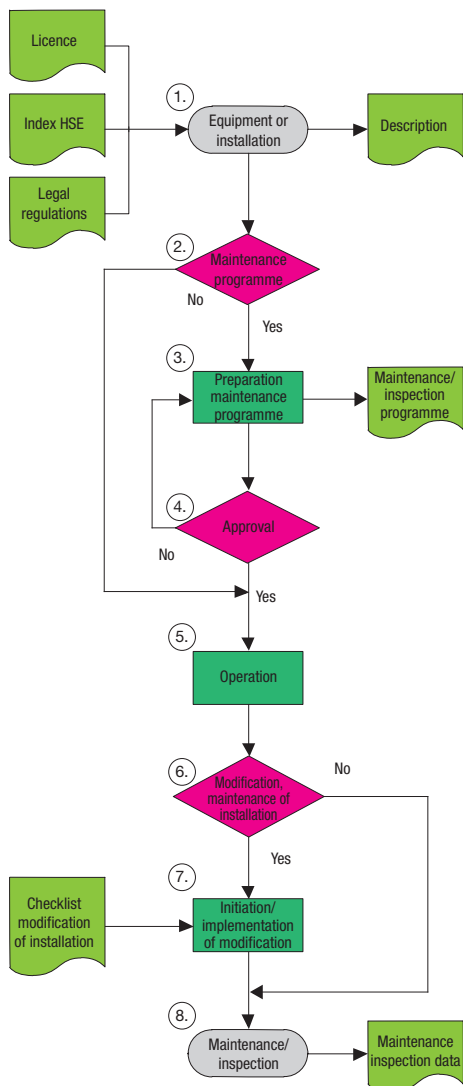 Licence
1.
Index HSE
Equipment or
installation
Description
Legal
regulations
2.
Maintenance
programme
No
Yes
3.
Preparation
maintenance
programme
Maintenance/
inspection
programme
4.
Approval
No
Yes
5.
Operation
6.
Modification,
maintenance of
installation
No
Yes
7.
Checklist
modification
of installation
Initiation/
implementation
of modification
8.
Maintenance/
inspection
Maintenance
inspection data